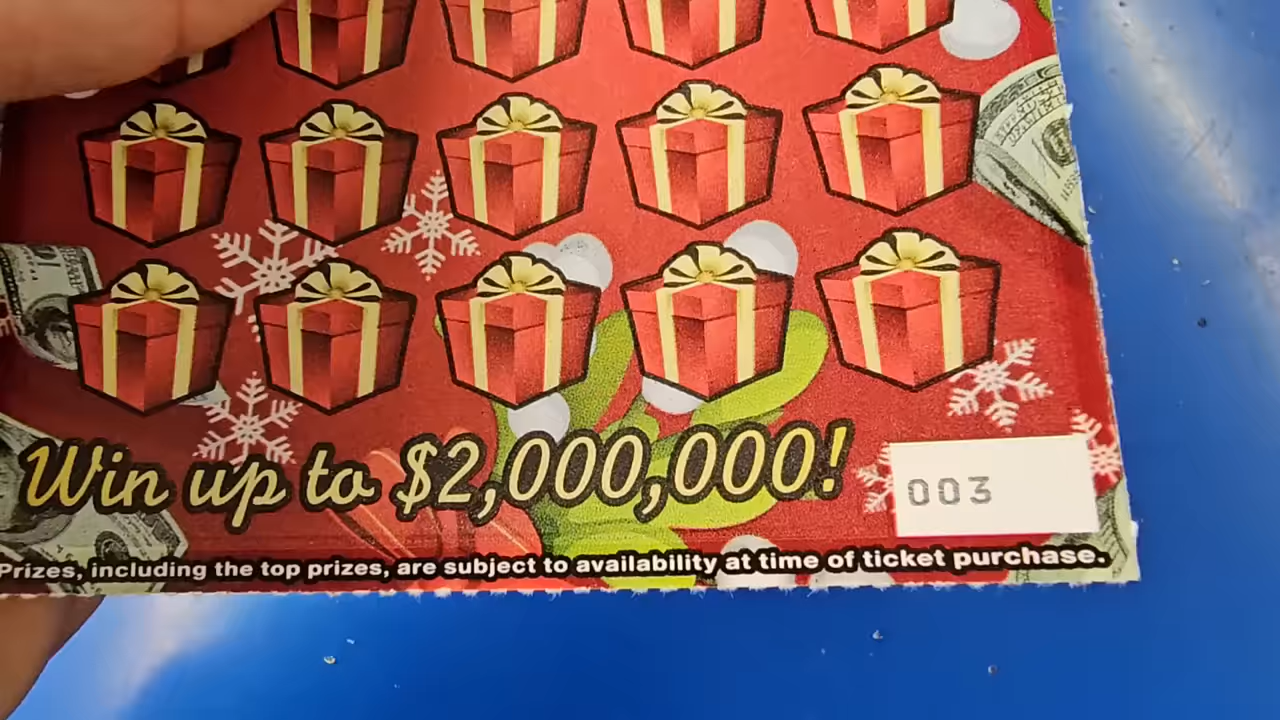 Win up to $2,000,000!
003
Prizes, including the top prizes, are subject to availability at time of ticket purchase.